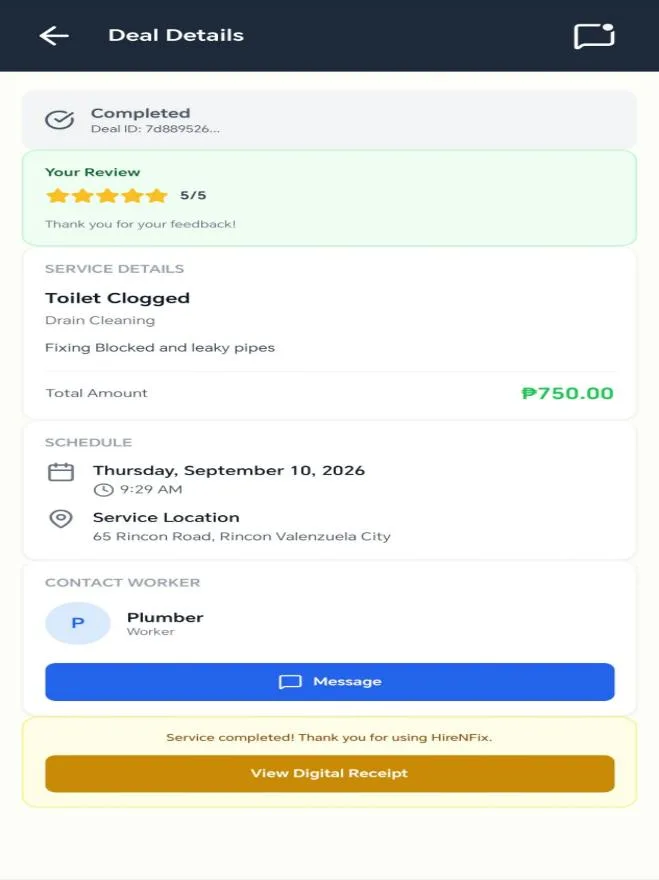 Deal Details
Completed
Deal ID: 7d889526...
Your Review
5/5
Thank you for your feedback!
SERVICE DETAILS
Toilet Clogged
Drain Cleaning
Fixing Blocked and leaky pipes
Total Amount ₱750.00
SCHEDULE
Thursday, September 10, 2026
9:29 AM
Service Location
65 Rincon Road, Rincon Valenzuela City
CONTACT WORKER
P
Plumber
Worker
Message
Service completed! Thank you for using HireNFix.
View Digital Receipt